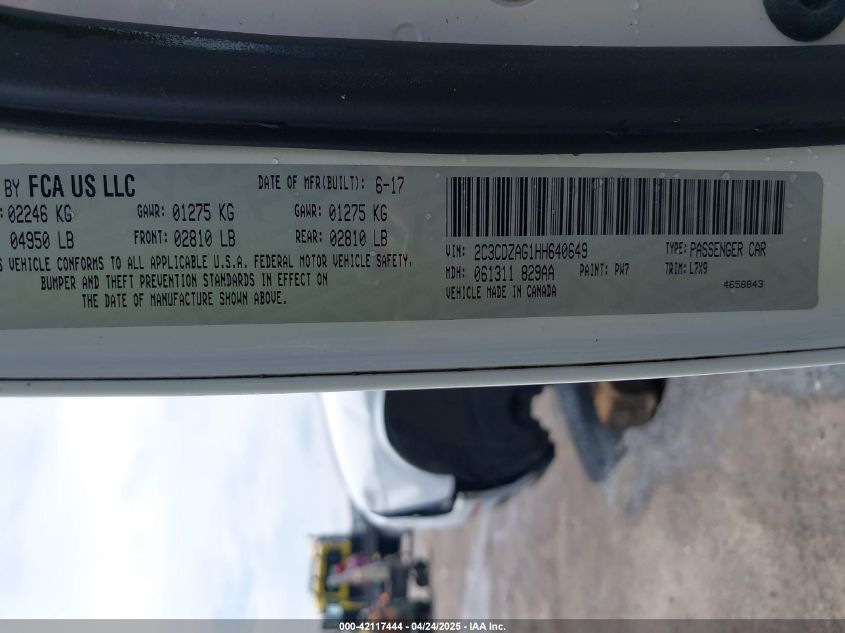 BY FCA US LLC DATE OF MFR(BUILT): 6-17
: 02246 KG GAWR: 01275 KG GAWR: 01275 KG
04950 LB FRONT: 02810 LB REAR: 02810 LB
S VEHICLE CONFORMS TO ALL APPLICABLE U.S.A. FEDERAL MOTOR VEHICLE SAFETY,
BUMPER AND THEFT PREVENTION STANDARDS IN EFFECT ON
THE DATE OF MANUFACTURE SHOWN ABOVE.
VIN: 2C3CDZAG1HH640649 TYPE: PASSENGER CAR
MDH: 061311 829AA PAINT: PW7 TRIM: L7X9
VEHICLE MADE IN CANADA 4658843
000-42117444 - 04/24/2025 - IAA Inc.